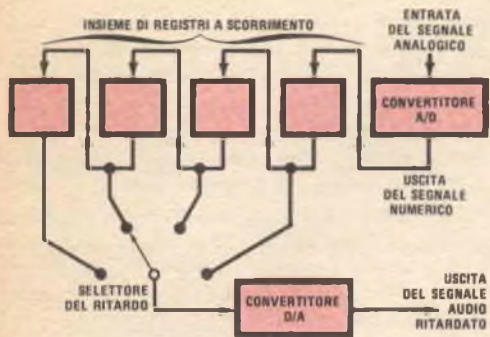 INSIEME DI REGISTRI A SCORRIMENTO
ENTRATA
DEL SEGNALE
ANALOGICO
CONVERTITORE
A/D
USCITA
DEL SEGNALE
NUMERICO
SELETTORE
DEL RITARDO
CONVERTITORE
D/A
USCITA
DEL SEGNALE
AUDIO
RITARDATO